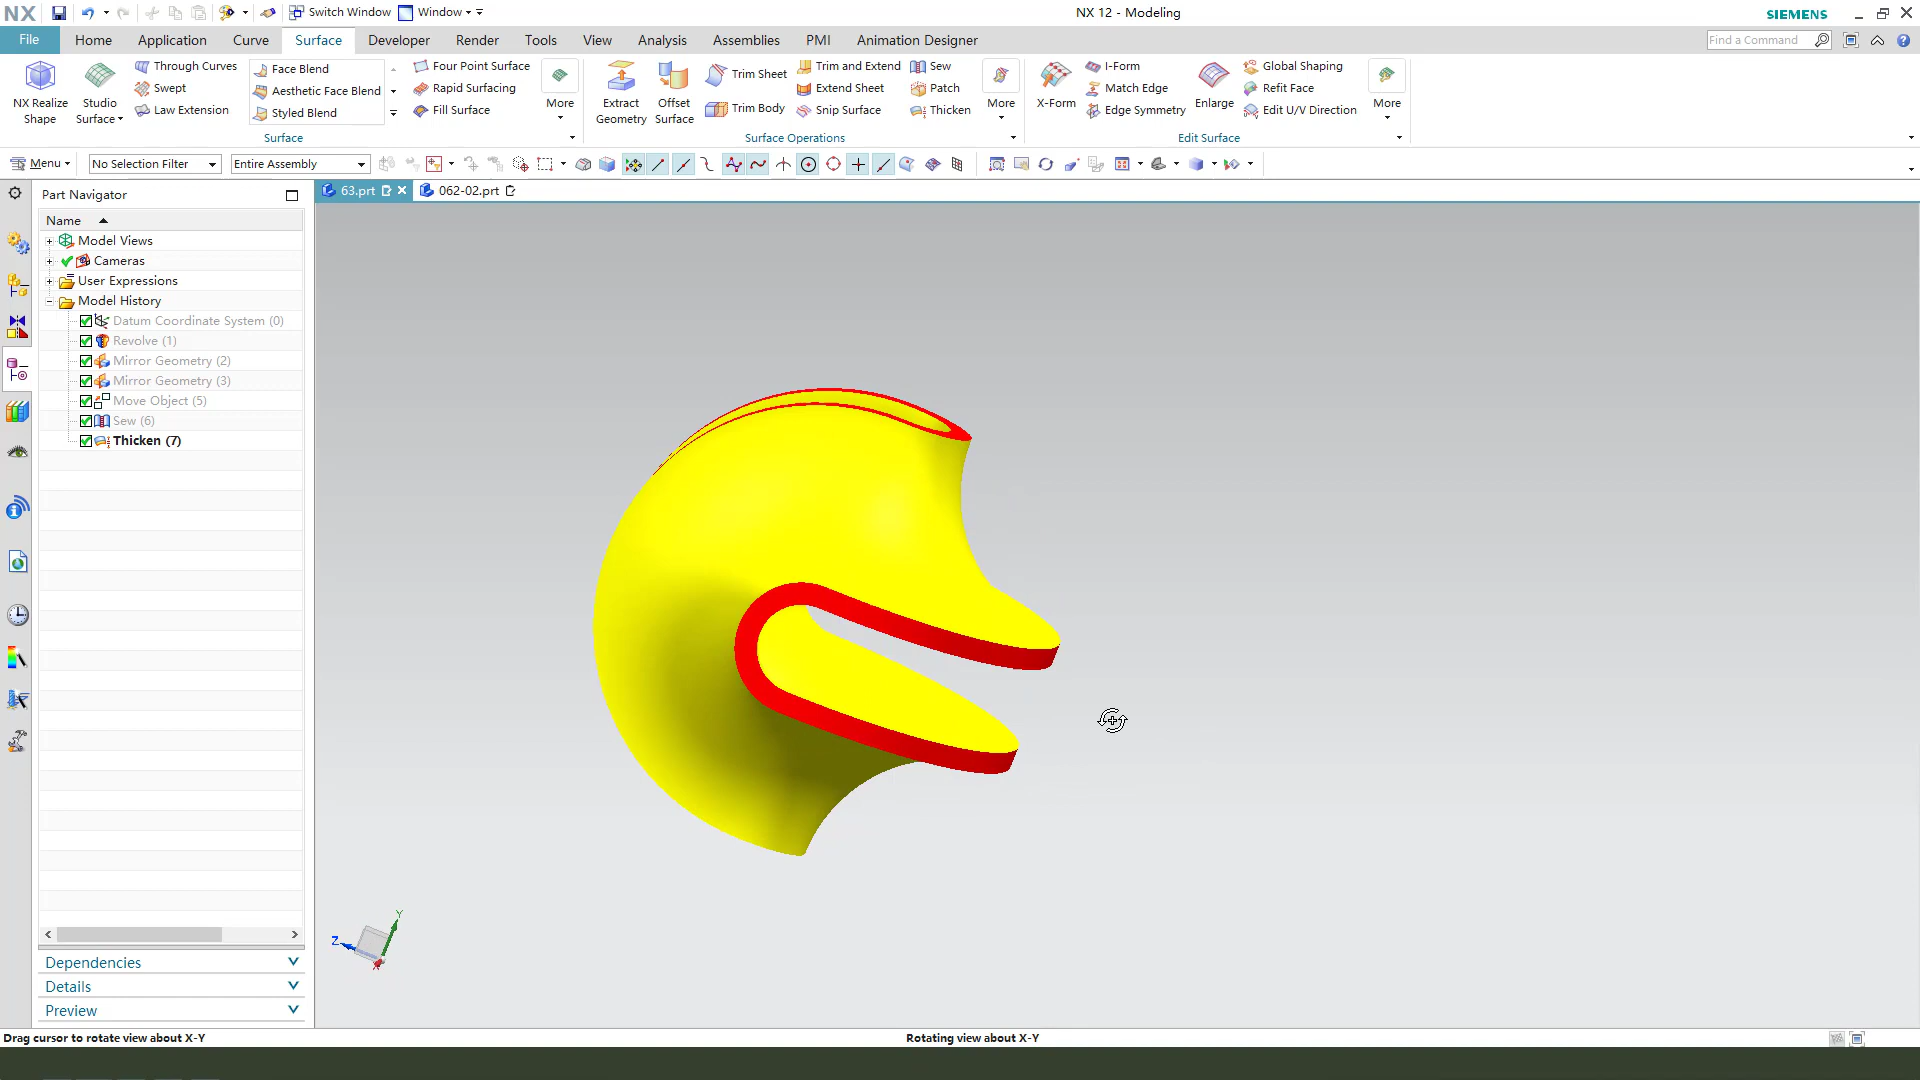 NX Switch Window Window NX 12 - Modeling SIEMENS
File Home Application Curve Surface Developer Render Tools View Analysis Assemblies PMI Animation Designer Find a Command
NX Realize Shape
Studio Surface
Through Curves
Swept
Law Extension
Face Blend
Aesthetic Face Blend
Styled Blend
Four Point Surface
Rapid Surfacing
Fill Surface
More
Surface
Extract Geometry
Offset Surface
Trim Sheet
Trim Body
Trim and Extend
Extend Sheet
Snip Surface
Sew
Patch
Thicken
More
Surface Operations
X-Form
I-Form
Match Edge
Edge Symmetry
Enlarge
Global Shaping
Refit Face
Edit U/V Direction
More
Edit Surface
Menu No Selection Filter Entire Assembly
Part Navigator
63.prt 062-02.prt
Name
Model Views
Cameras
User Expressions
Model History
Datum Coordinate System (0)
Revolve (1)
Mirror Geometry (2)
Mirror Geometry (3)
Move Object (5)
Sew (6)
Thicken (7)
Y
Z
X
Dependencies
Details
Preview
Drag cursor to rotate view about X-Y Rotating view about X-Y